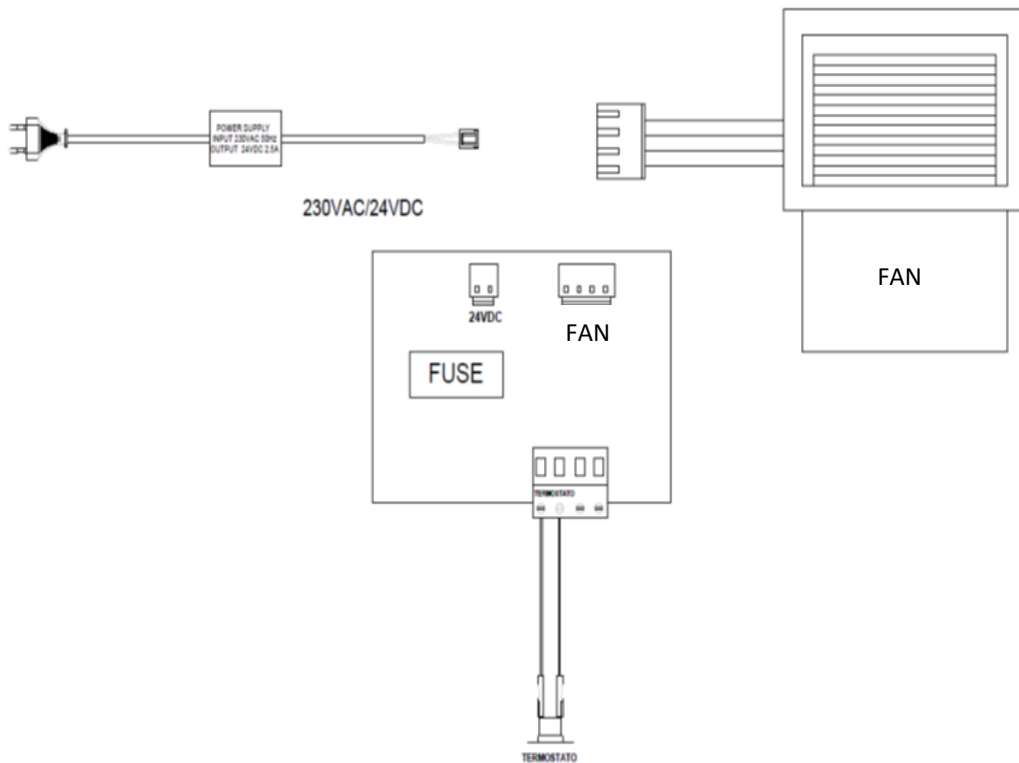 POWER SUPPLY
INPUT 230VAC 50Hz
OUTPUT 24VDC 2.5A
230VAC/24VDC
FAN
24VDC
FAN
FUSE
TERMOSTATO
TERMOSTATO